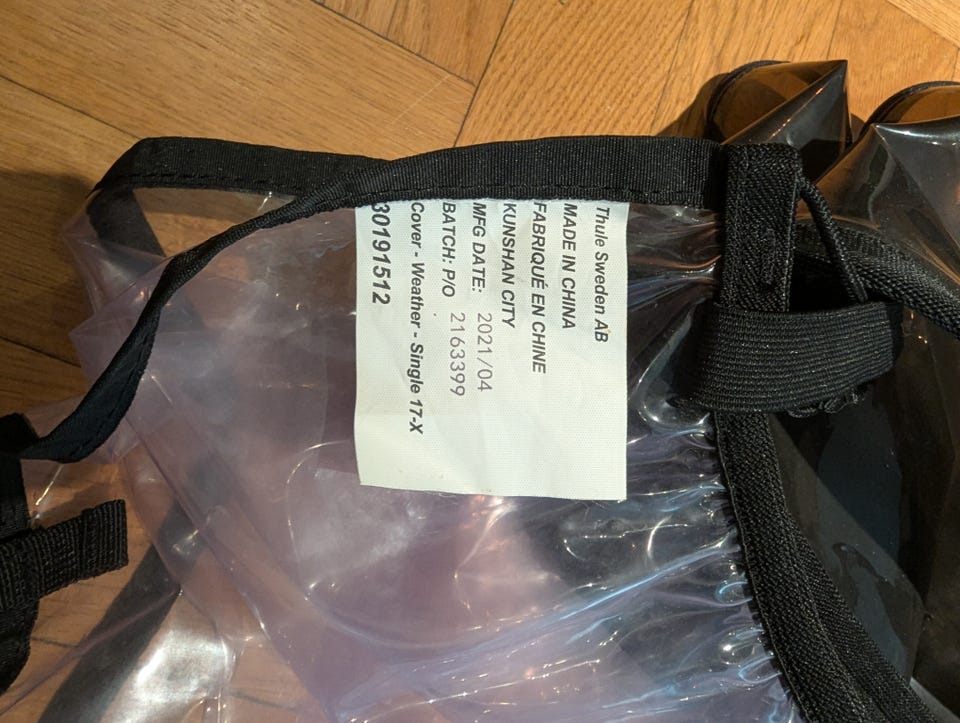 Thule Sweden AB
MADE IN CHINA
FABRIQUÉ EN CHINE
KUNSHAN CITY
MFG DATE: 2021/04
BATCH: P/O 2163399
Cover - Weather - Single 17-X
30191512